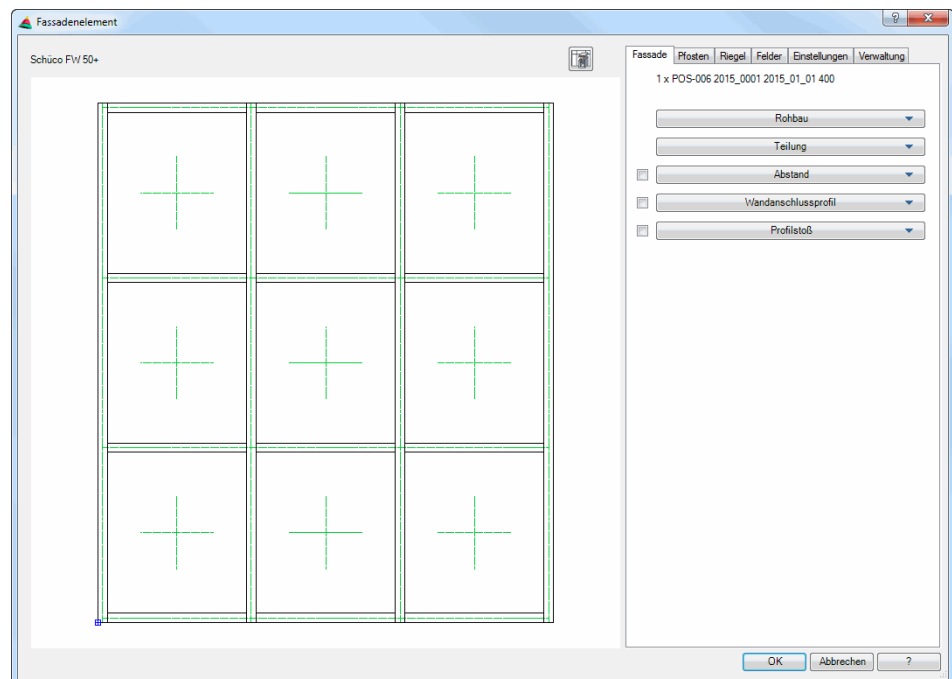 Fassadenelement
?
Schüco FW 50+
Fassade Pfosten Riegel Felder Einstellungen Verwaltung
1 x POS-006 2015_0001 2015_01_01 400
Rohbau
Teilung
Abstand
Wandanschlussprofil
Profilstoß
OK Abbrechen ?